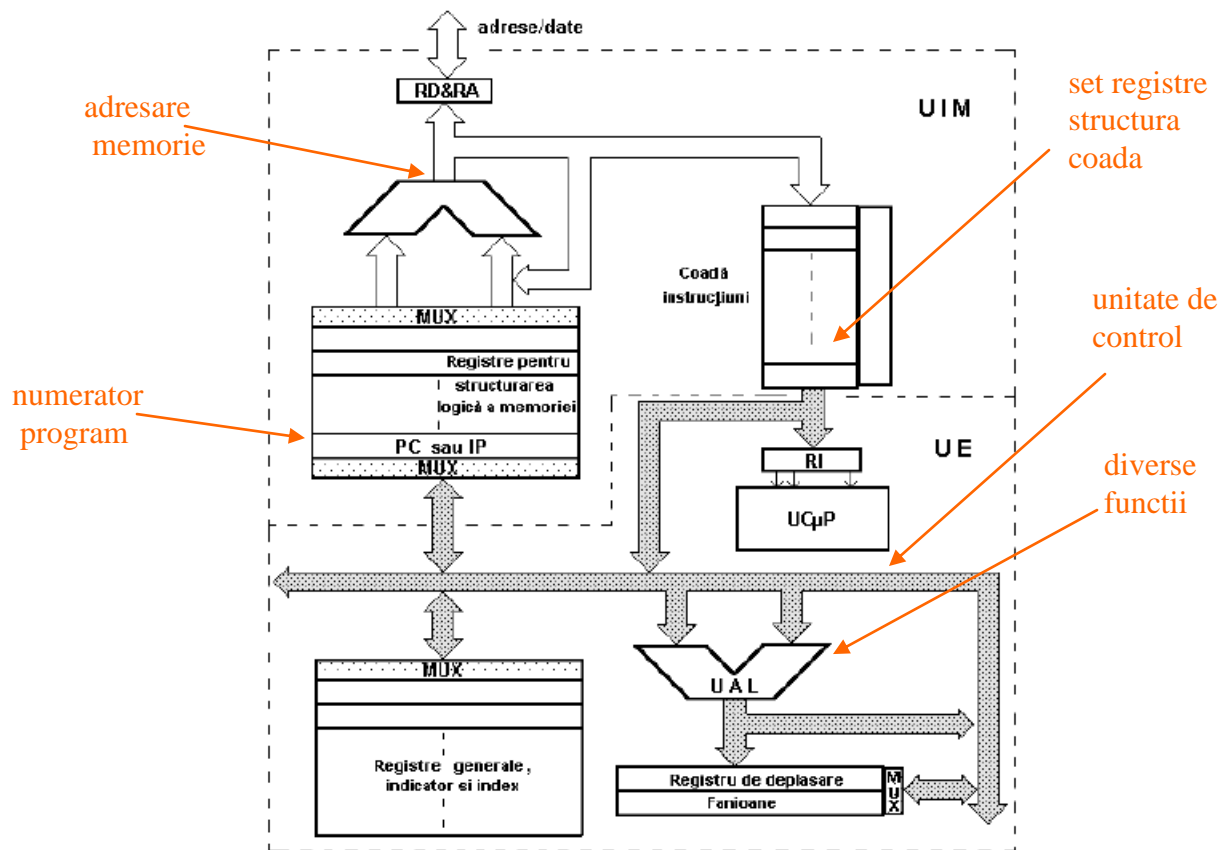 adrese/date
RD&RA
adresare
memorie
UIM
set registre
structura
coada
Coadă
instrucţiuni
MUX
Registre pentru
structurarea
logică a memoriei
PC sau IP
MUX
numerator
program
unitate de
control
UE
RI
UCµP
diverse
functii
MUX
UAL
Registre generale,
indicator si index
Registru de deplasare
Fanioane
MUX